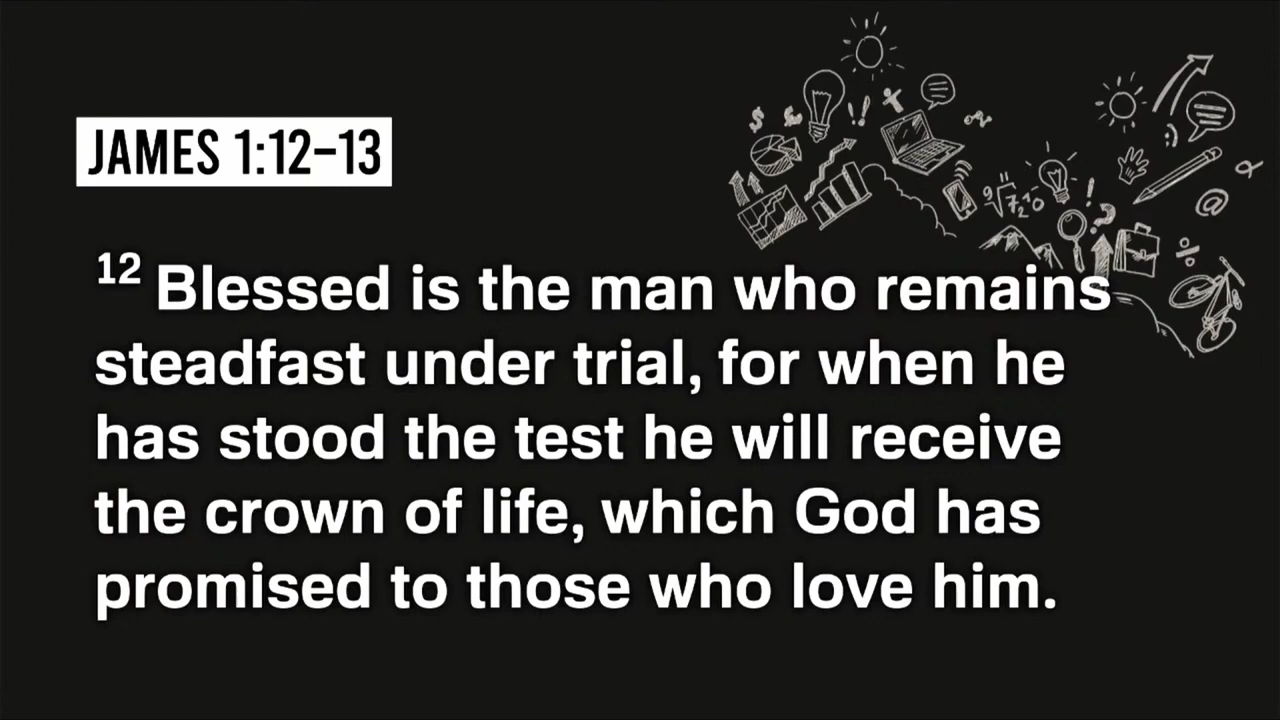 JAMES 1:12–13
12 Blessed is the man who remains
steadfast under trial, for when he
has stood the test he will receive
the crown of life, which God has
promised to those who love him.